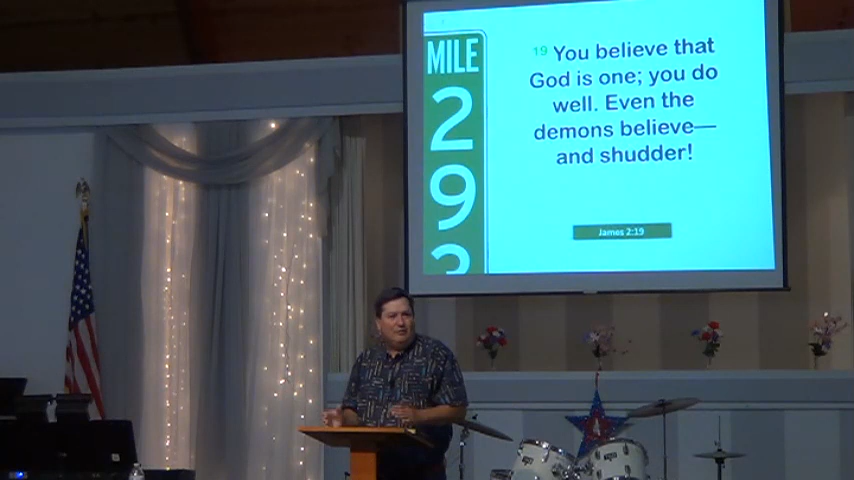 MILE
2
9
19 You believe that
God is one; you do
well. Even the
demons believe—
and shudder!
James 2:19